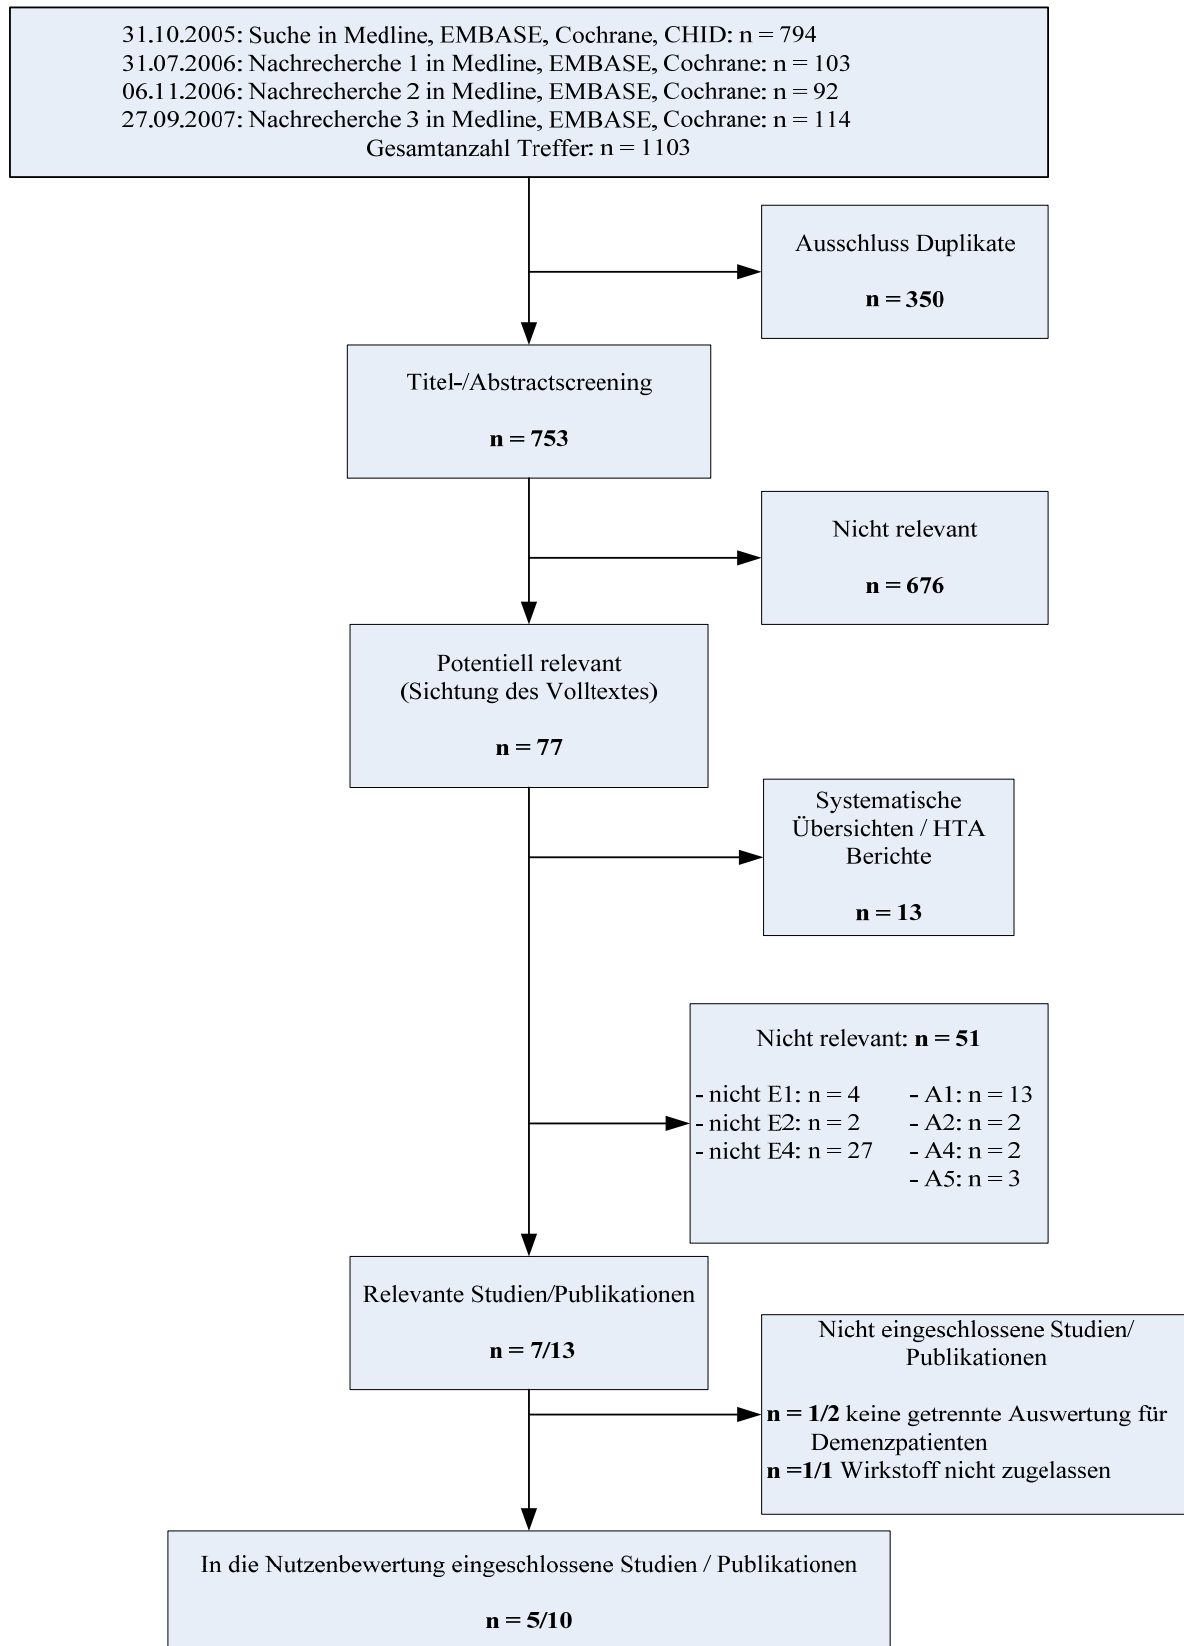 31.10.2005: Suche in Medline, EMBASE, Cochrane, CHID: n = 794
31.07.2006: Nachrecherche 1 in Medline, EMBASE, Cochrane: n = 103
06.11.2006: Nachrecherche 2 in Medline, EMBASE, Cochrane: n = 92
27.09.2007: Nachrecherche 3 in Medline, EMBASE, Cochrane: n = 114
Gesamtanzahl Treffer: n = 1103
Ausschluss Duplikate
n = 350
Titel-/Abstractscreening
n = 753
Nicht relevant
n = 676
Potentiell relevant
(Sichtung des Volltextes)
n = 77
Systematische
Übersichten / HTA
Berichte
n = 13
Nicht relevant: n = 51
- nicht E1: n = 4
- nicht E2: n = 2
- nicht E4: n = 27
- A1: n = 13
- A2: n = 2
- A4: n = 2
- A5: n = 3
Relevante Studien/Publikationen
n = 7/13
Nicht eingeschlossene Studien/
Publikationen
n = 1/2 keine getrennte Auswertung für
Demenzpatienten
n =1/1 Wirkstoff nicht zugelassen
In die Nutzenbewertung eingeschlossene Studien / Publikationen
n = 5/10